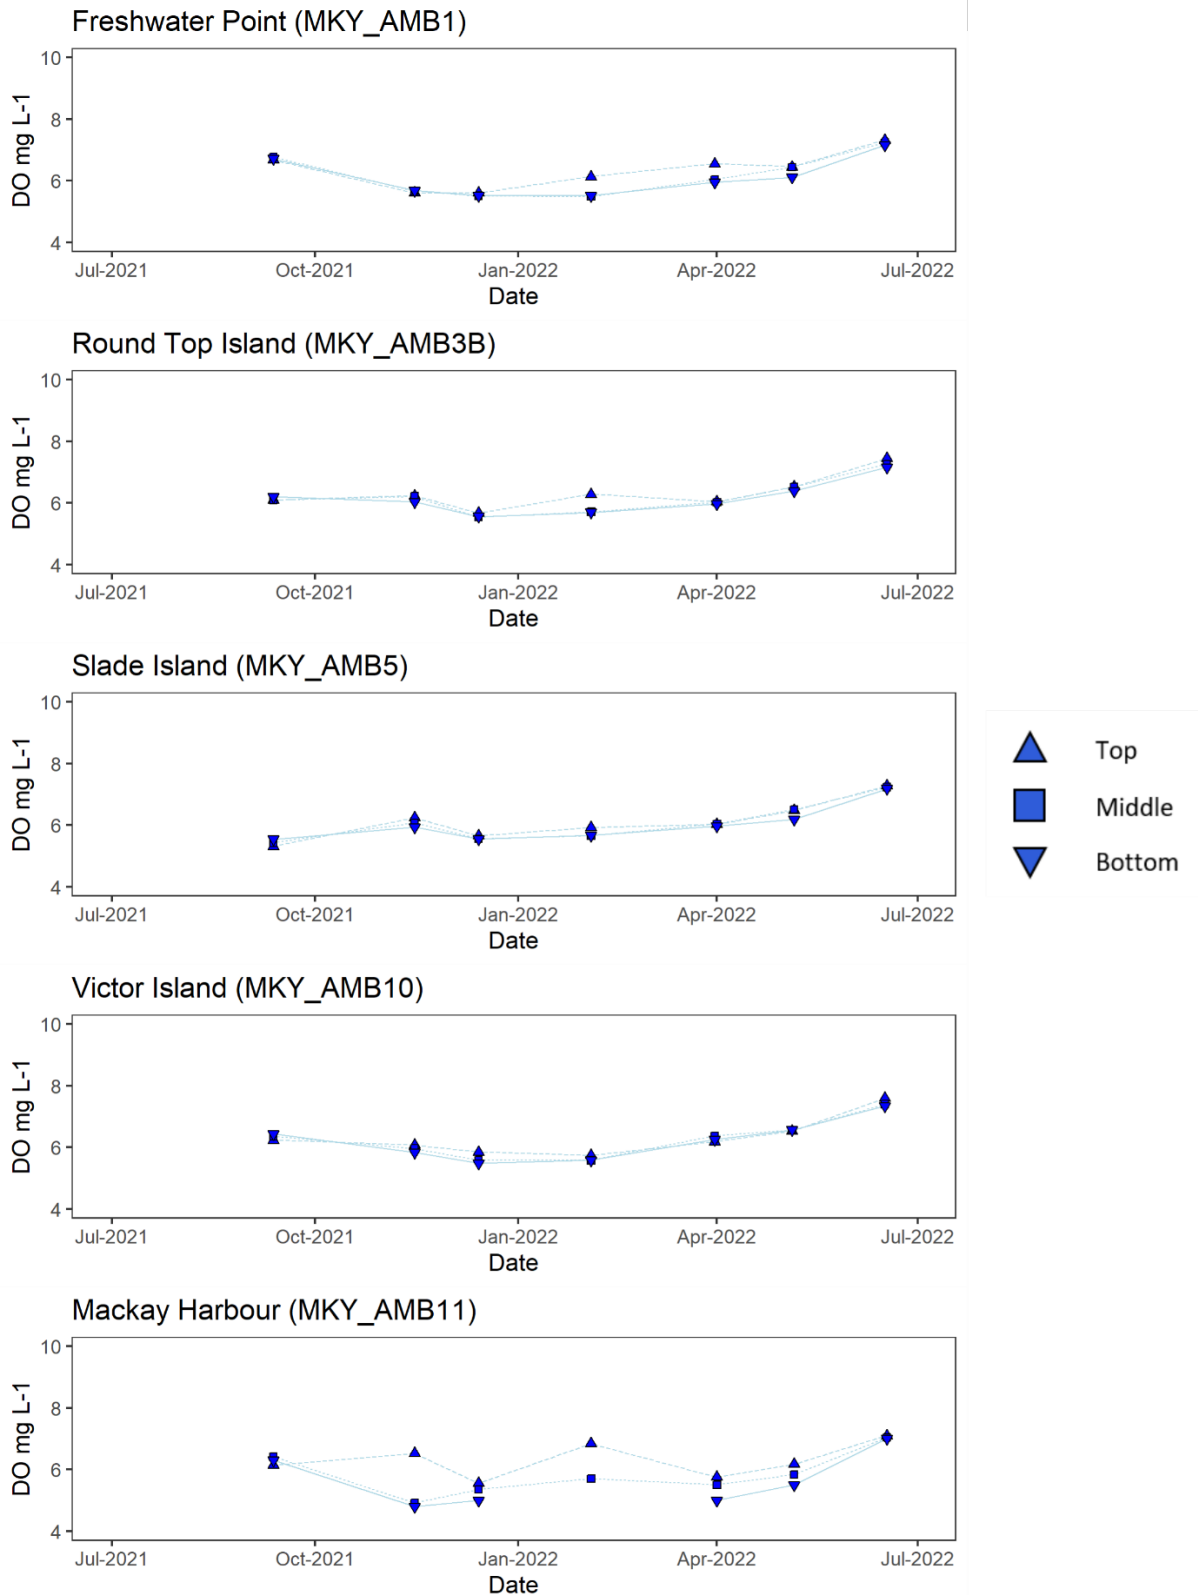 Freshwater Point (MKY_AMB1)
10
8
6
4
DO mg L-1
Jul-2021 Oct-2021 Jan-2022 Apr-2022 Jul-2022
Date
Round Top Island (MKY_AMB3B)
10
8
6
4
DO mg L-1
Jul-2021 Oct-2021 Jan-2022 Apr-2022 Jul-2022
Date
Slade Island (MKY_AMB5)
10
8
6
4
DO mg L-1
Jul-2021 Oct-2021 Jan-2022 Apr-2022 Jul-2022
Date
Top
Middle
Bottom
Victor Island (MKY_AMB10)
10
8
6
4
DO mg L-1
Jul-2021 Oct-2021 Jan-2022 Apr-2022 Jul-2022
Date
Mackay Harbour (MKY_AMB11)
10
8
6
4
DO mg L-1
Jul-2021 Oct-2021 Jan-2022 Apr-2022 Jul-2022
Date